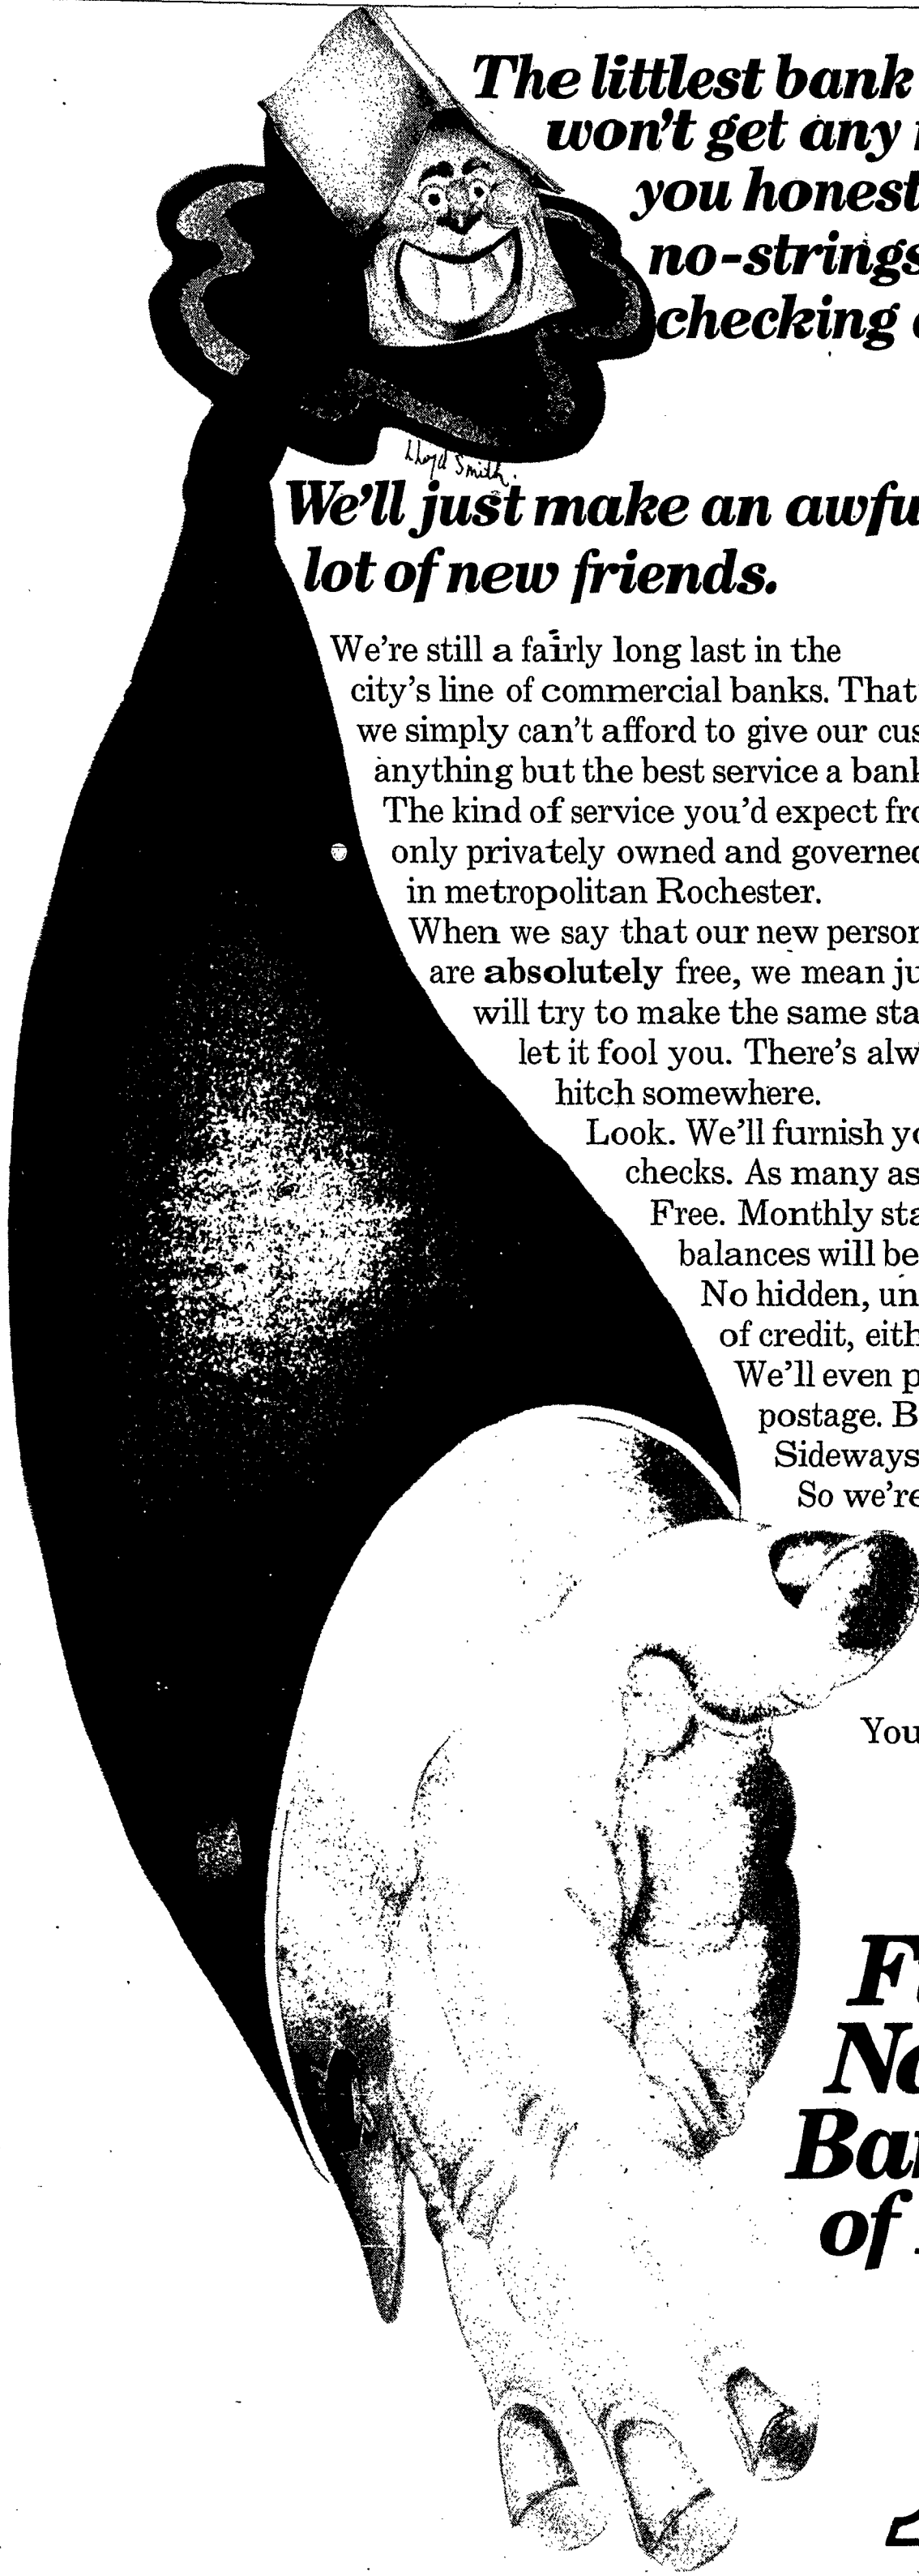 The littlest bank
won't get any
you honest
no-strings
checking
Lloyd Smith.
We'll just make an awfu
lot of new friends.
We're still a fairly long last in the
city's line of commercial banks. That
we simply can't afford to give our cus
anything but the best service a bank
The kind of service you'd expect fro
only privately owned and governed
in metropolitan Rochester.
When we say that our new person
are absolutely free, we mean ju
will try to make the same sta
let it fool you. There's alw
hitch somewhere.
Look. We'll furnish yo
checks. As many as
Free. Monthly sta
balances will be
No hidden, un
of credit, eith
We'll even p
postage. B
Sideways
So we're
You
F
Na
Ban
of